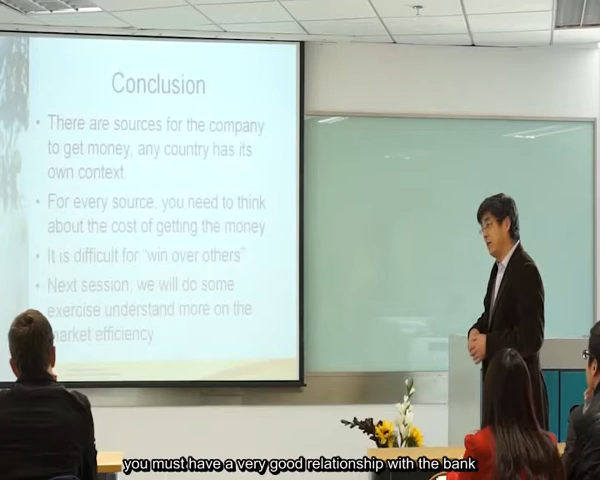 Conclusion
• There are sources for the company
to get money, any country has its
own context
• For every source, you need to think
about the cost of getting the money
• It is difficult for “win over others”
• Next session, we will do some
exercise understand more on the
market efficiency
you must have a very good relationship with the bank